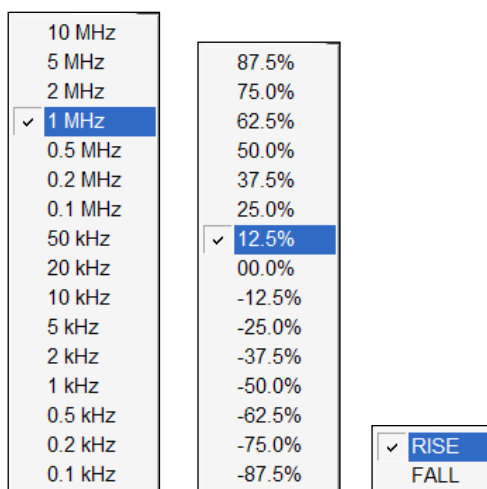 10 MHz
5 MHz
2 MHz
1 MHz
0.5 MHz
0.2 MHz
0.1 MHz
50 kHz
20 kHz
10 kHz
5 kHz
2 kHz
1 kHz
0.5 kHz
0.2 kHz
0.1 kHz
87.5%
75.0%
62.5%
50.0%
37.5%
25.0%
12.5%
00.0%
-12.5%
-25.0%
-37.5%
-50.0%
-62.5%
-75.0%
-87.5%
RISE
FALL